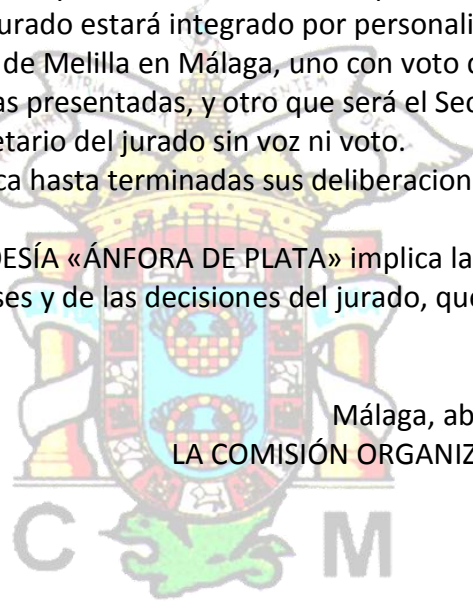 urado estará integrado por personali
de Melilla en Málaga, uno con voto
as presentadas, y otro que será el Sec
etario del jurado sin voz ni voto.
ca hasta terminadas sus deliberacion
ESÍA «ÁNFORA DE PLATA» implica la
ses y de las decisiones del jurado, que
Málaga, ab
LA COMISIÓN ORGANIZ
MELILLA
C M